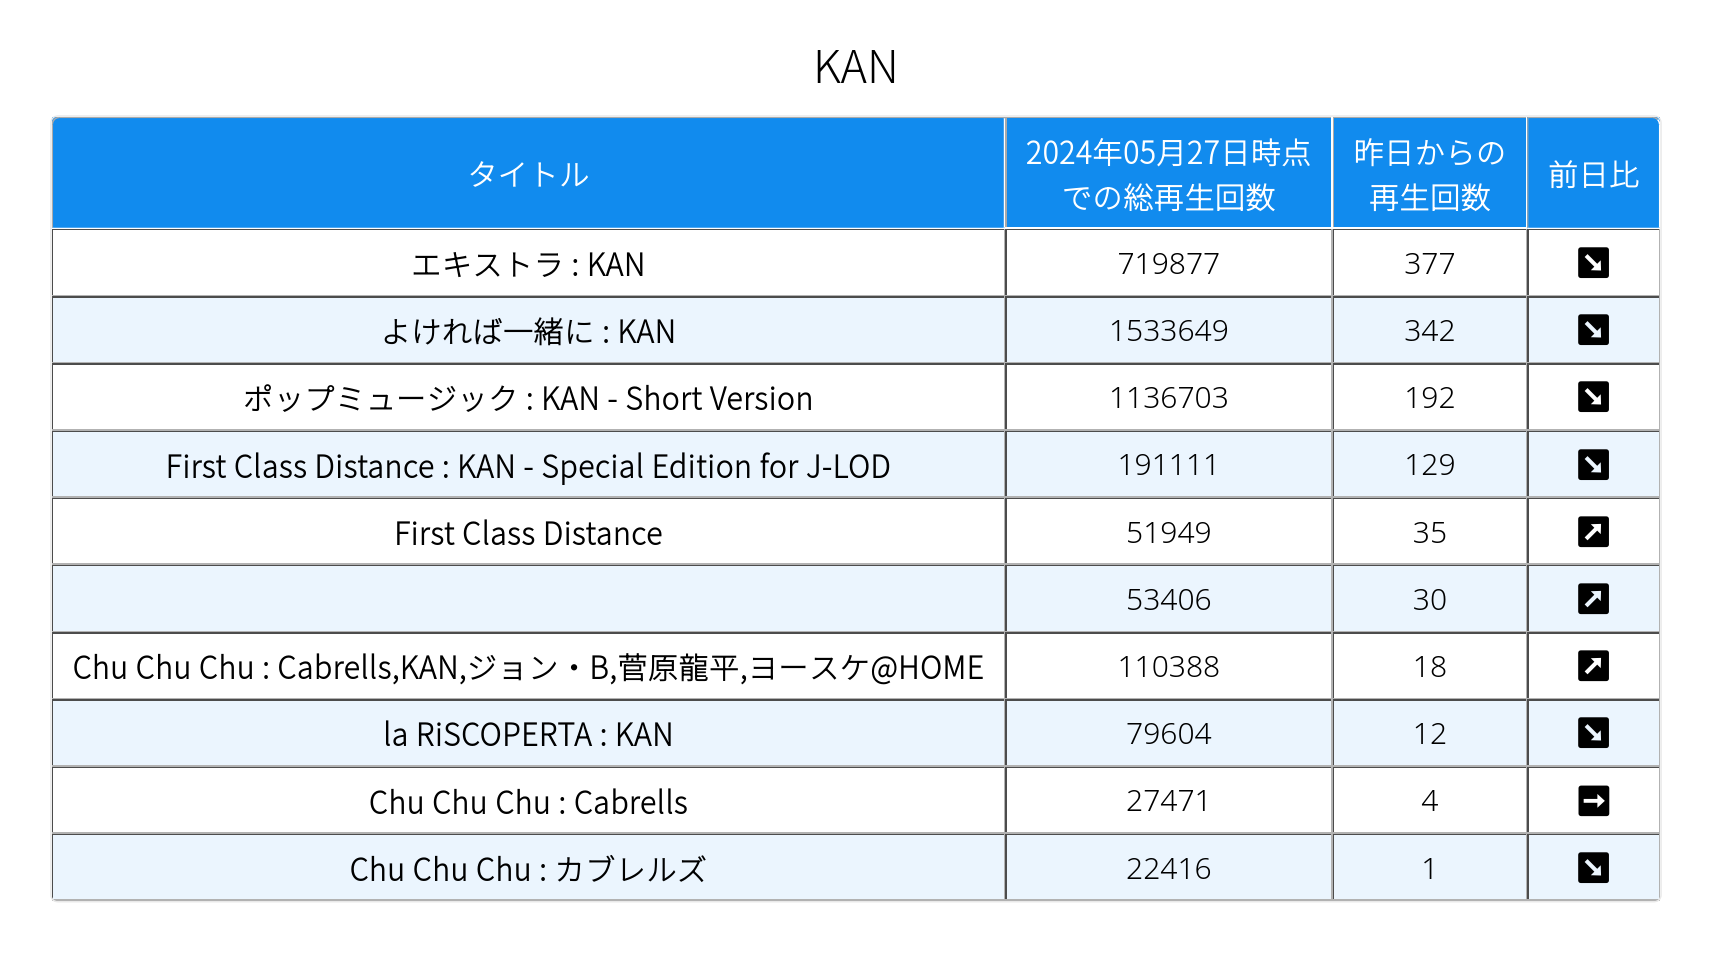 KAN
タイトル
2024年05月27日時点
での総再生回数
昨日からの
再生回数
前日比
エキストラ : KAN 719877 377
よければ一緒に : KAN 1533649 342
ポップミュージック : KAN - Short Version 1136703 192
First Class Distance : KAN - Special Edition for J-LOD 191111 129
First Class Distance 51949 35
53406 30
Chu Chu Chu : Cabrells,KAN,ジョン・B,菅原龍平,ヨースケ@HOME 110388 18
la RiSCOPERTA : KAN 79604 12
Chu Chu Chu : Cabrells 27471 4
Chu Chu Chu : カブレルズ 22416 1